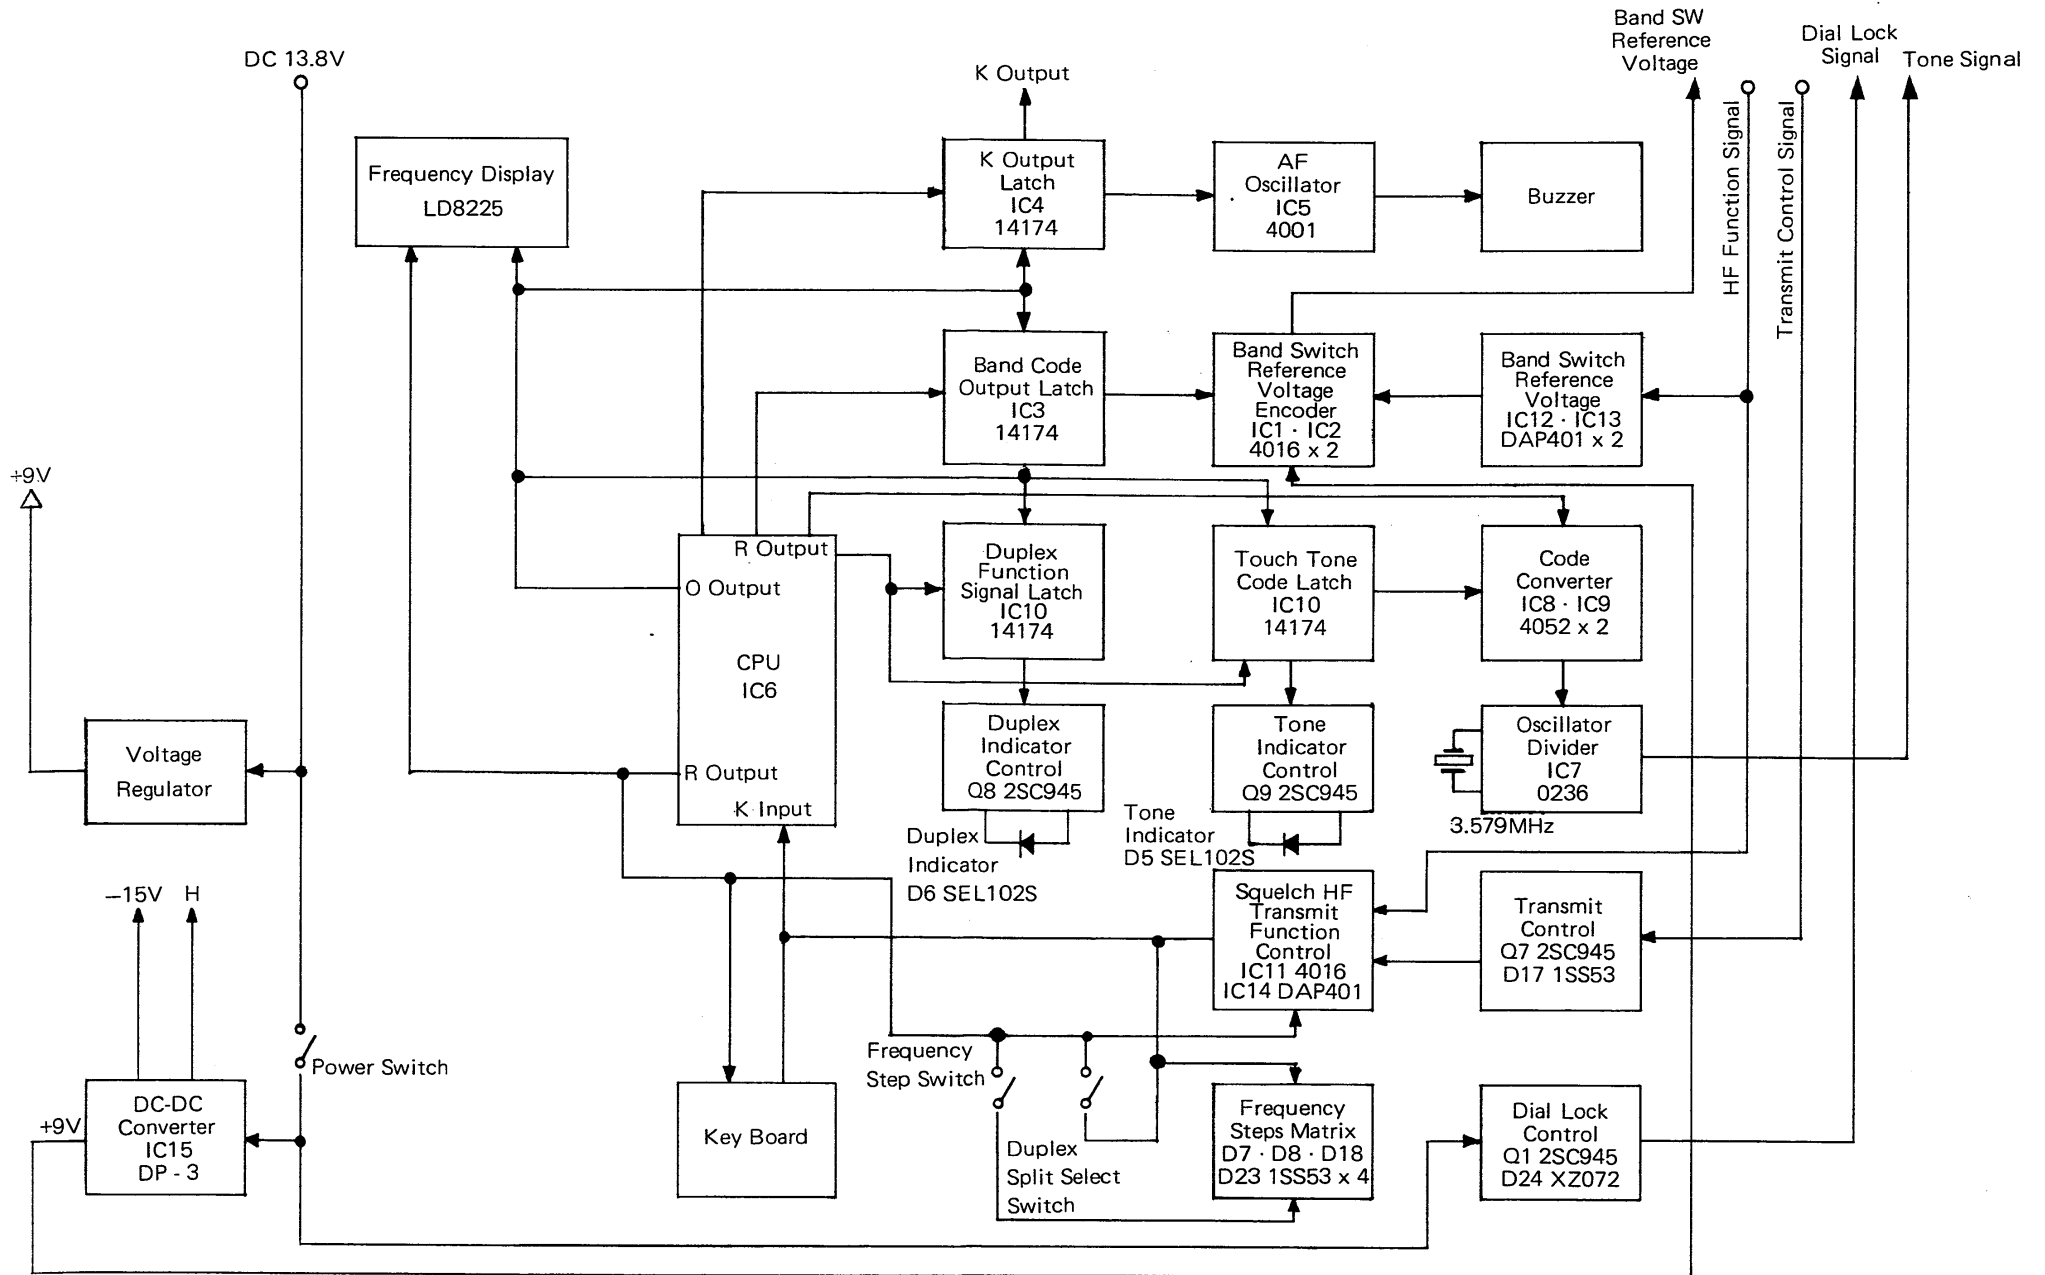 DC 13.8V
K Output
Band SW
Reference
Voltage
Dial Lock
Signal
Tone Signal
HF Function Signal
Transmit Control Signal
Frequency Display
LD8225
K Output
Latch
IC4
14174
AF
Oscillator
IC5
4001
Buzzer
Band Code
Output Latch
IC3
14174
Band Switch
Reference
Voltage
Encoder
IC1 · IC2
4016 x 2
Band Switch
Reference
Voltage
IC12 · IC13
DAP401 x 2
+9V
R Output
O Output
CPU
IC6
R Output
K Input
Duplex
Function
Signal Latch
IC10
14174
Touch Tone
Code Latch
IC10
14174
Code
Converter
IC8 · IC9
4052 x 2
Voltage
Regulator
Duplex
Indicator
Control
Q8 2SC945
Tone
Indicator
Control
Q9 2SC945
Oscillator
Divider
IC7
0236
3.579MHz
Duplex
Indicator
D6 SEL102S
Tone
Indicator
D5 SEL102S
–15V
H
Squelch HF
Transmit
Function
Control
IC11 4016
IC14 DAP401
Transmit
Control
Q7 2SC945
D17 1SS53
Power Switch
Frequency
Step Switch
+9V
DC-DC
Converter
IC15
DP - 3
Key Board
Duplex
Split Select
Switch
Frequency
Steps Matrix
D7 · D8 · D18
D23 1SS53 x 4
Dial Lock
Control
Q1 2SC945
D24 XZ072